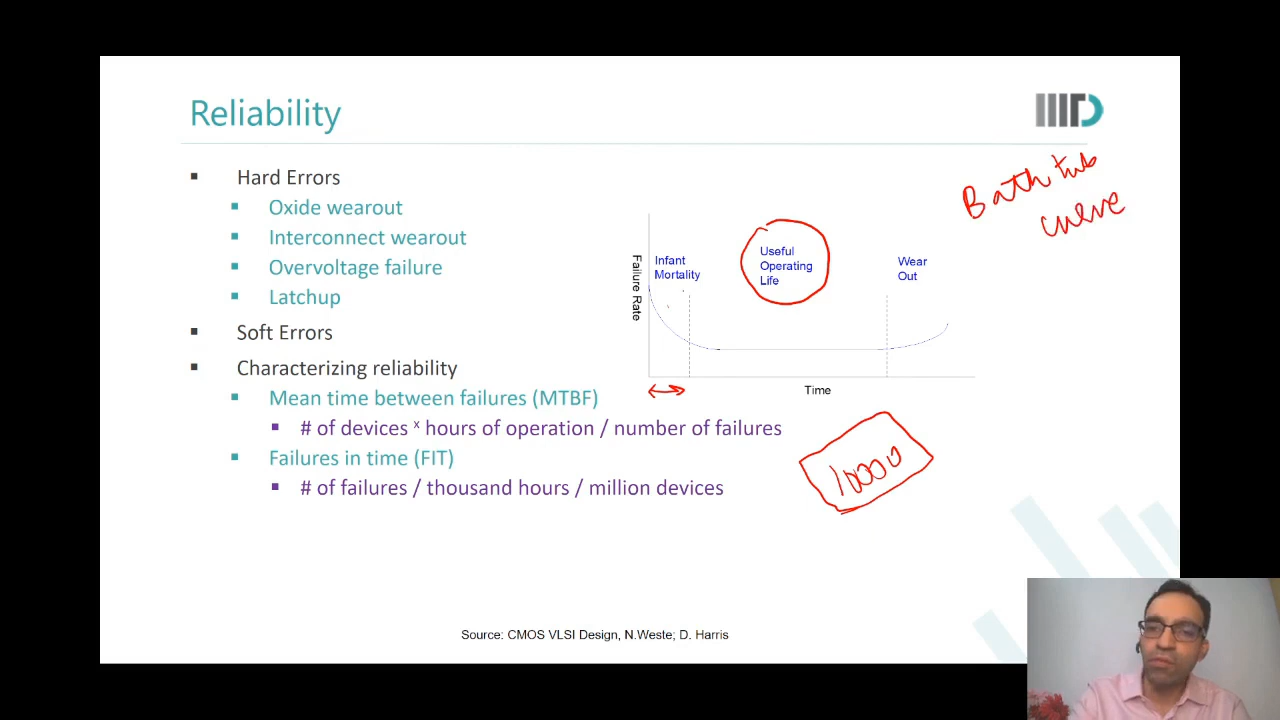 Reliability
IIITD
Bath tub
curve
▪ Hard Errors
▪ Oxide wearout
▪ Interconnect wearout
▪ Overvoltage failure
▪ Latchup
▪ Soft Errors
▪ Characterizing reliability
▪ Mean time between failures (MTBF)
▪ # of devices x hours of operation / number of failures
▪ Failures in time (FIT)
▪ # of failures / thousand hours / million devices
Failure Rate
Infant
Mortality
Useful
Operating
Life
Wear
Out
Time
10000
Source: CMOS VLSI Design, N.Weste; D. Harris